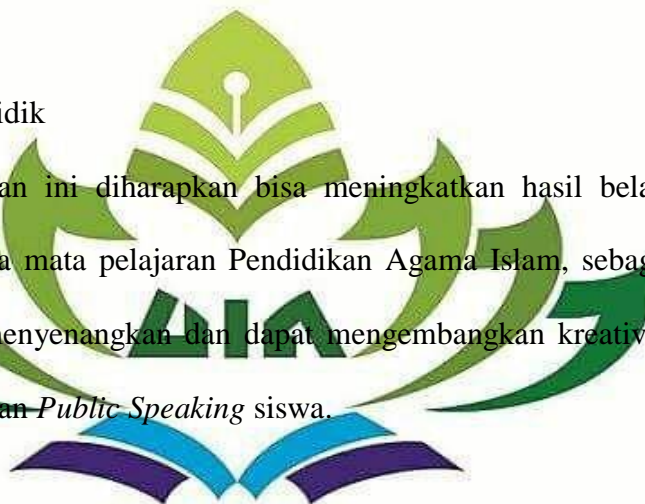 idik
an ini diharapkan bisa meningkatkan hasil bela
a mata pelajaran Pendidikan Agama Islam, sebag
menyenangkan dan dapat mengembangkan kreativ
an Public Speaking siswa.